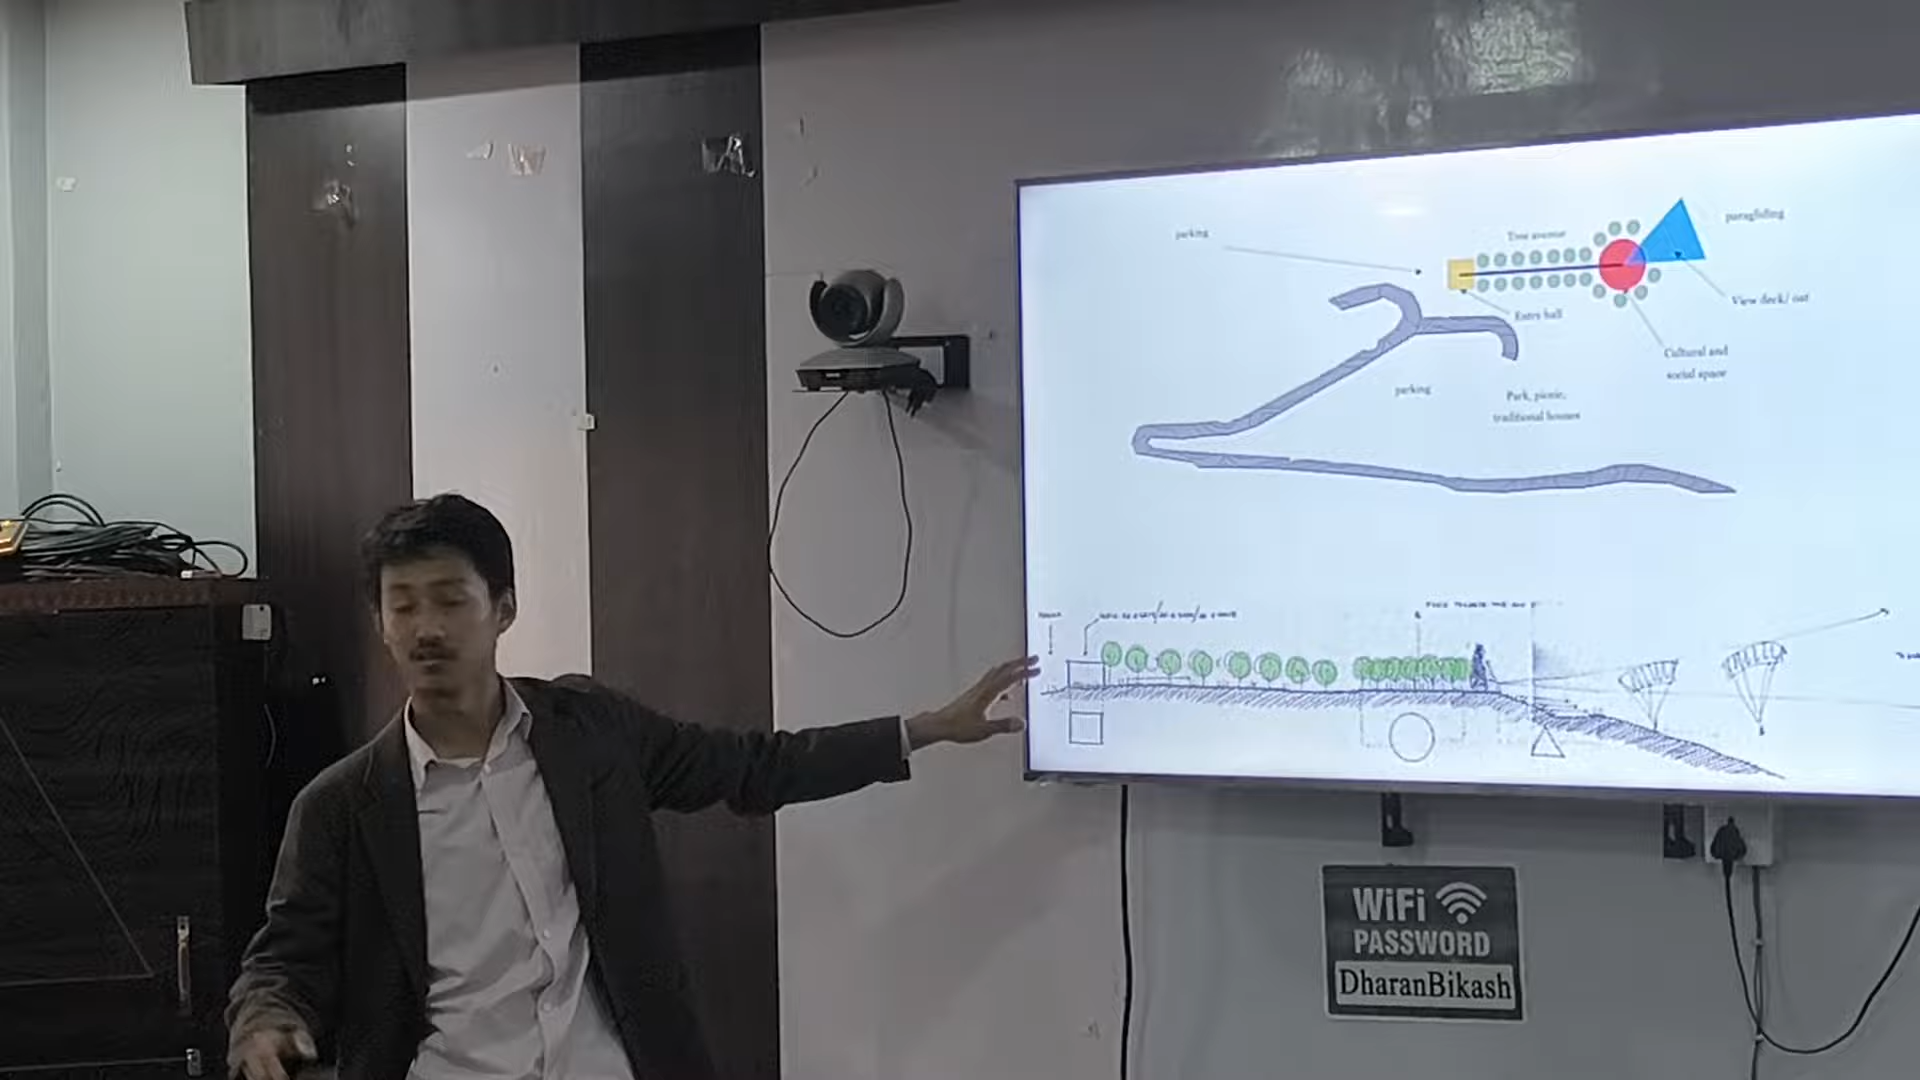 parking
Tree avenue
paragliding
Entry hall
View deck/ oat
Cultural and
social space
parking
Park, picnic,
traditional houses
WiFi
PASSWORD
DharanBikash